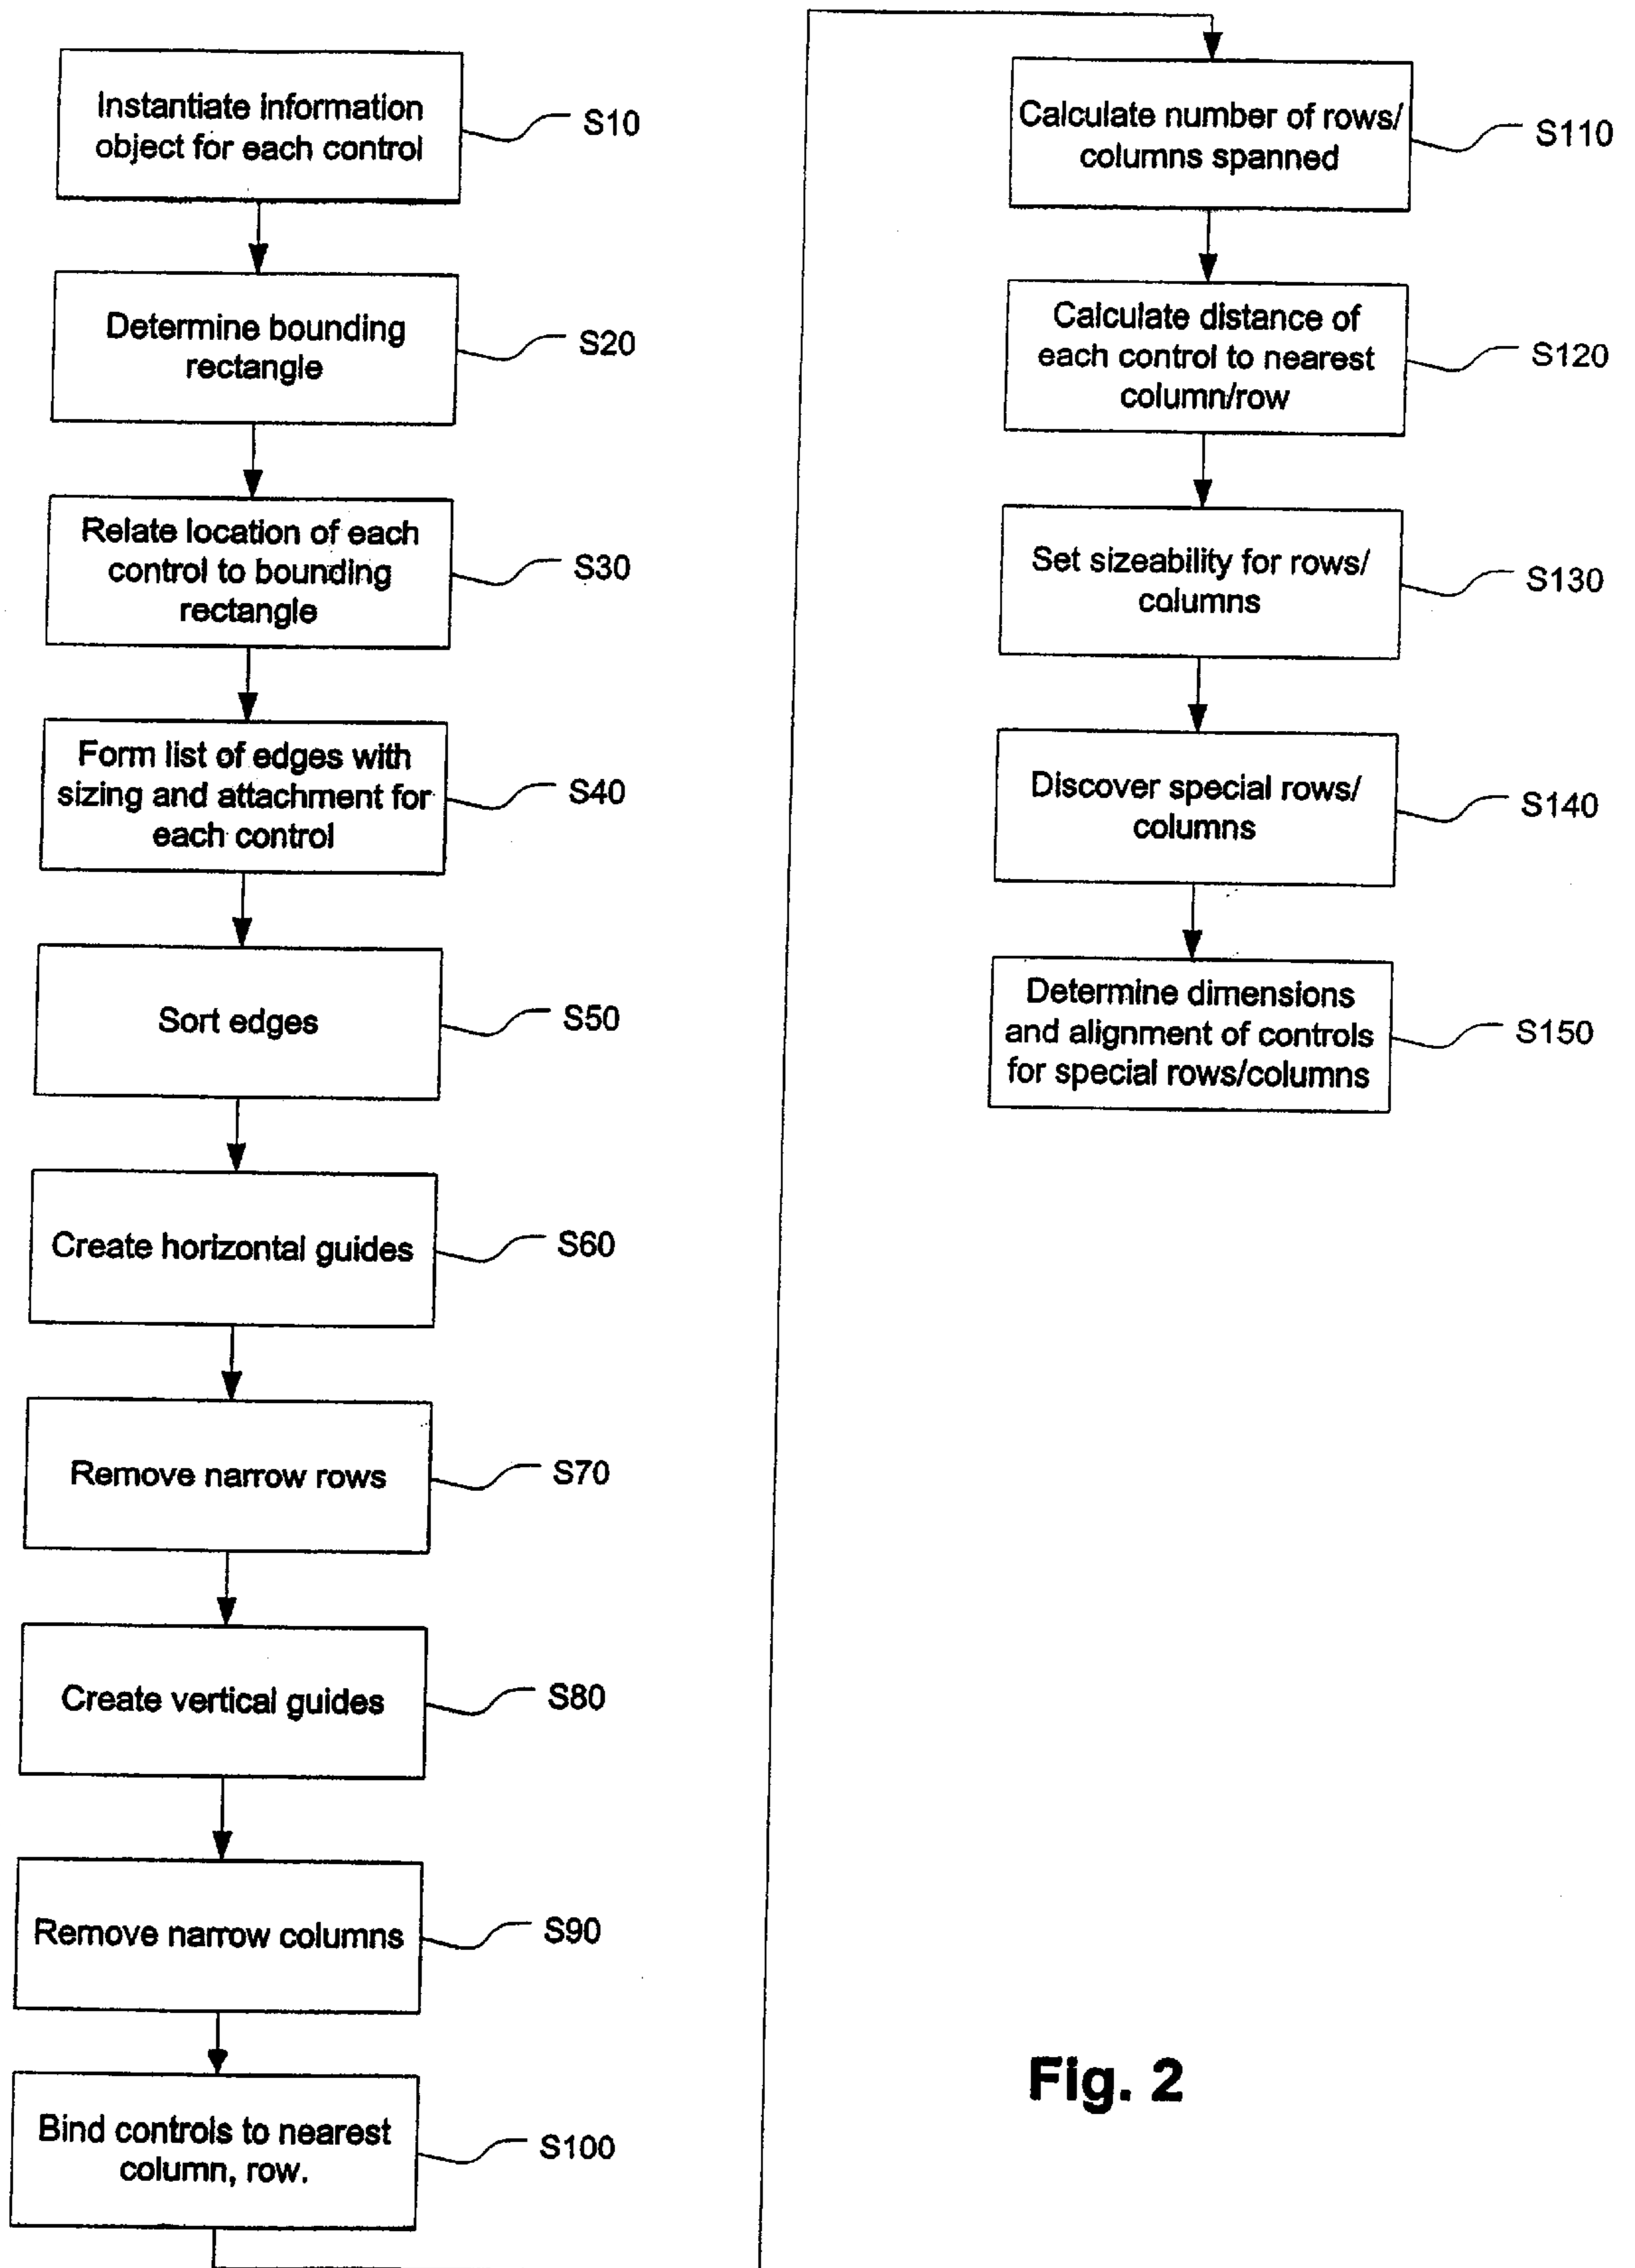 Instantiate information
object for each control
S10
Determine bounding
rectangle
S20
Relate location of each
control to bounding
rectangle
S30
Form list of edges with
sizing and attachment for
each control
S40
Sort edges
S50
Create horizontal guides
S60
Remove narrow rows
S70
Create vertical guides
S80
Remove narrow columns
S90
Bind controls to nearest
column, row.
S100
Calculate number of rows/
columns spanned
S110
Calculate distance of
each control to nearest
column/row
S120
Set sizeability for rows/
columns
S130
Discover special rows/
columns
S140
Determine dimensions
and alignment of controls
for special rows/columns
S150
Fig. 2